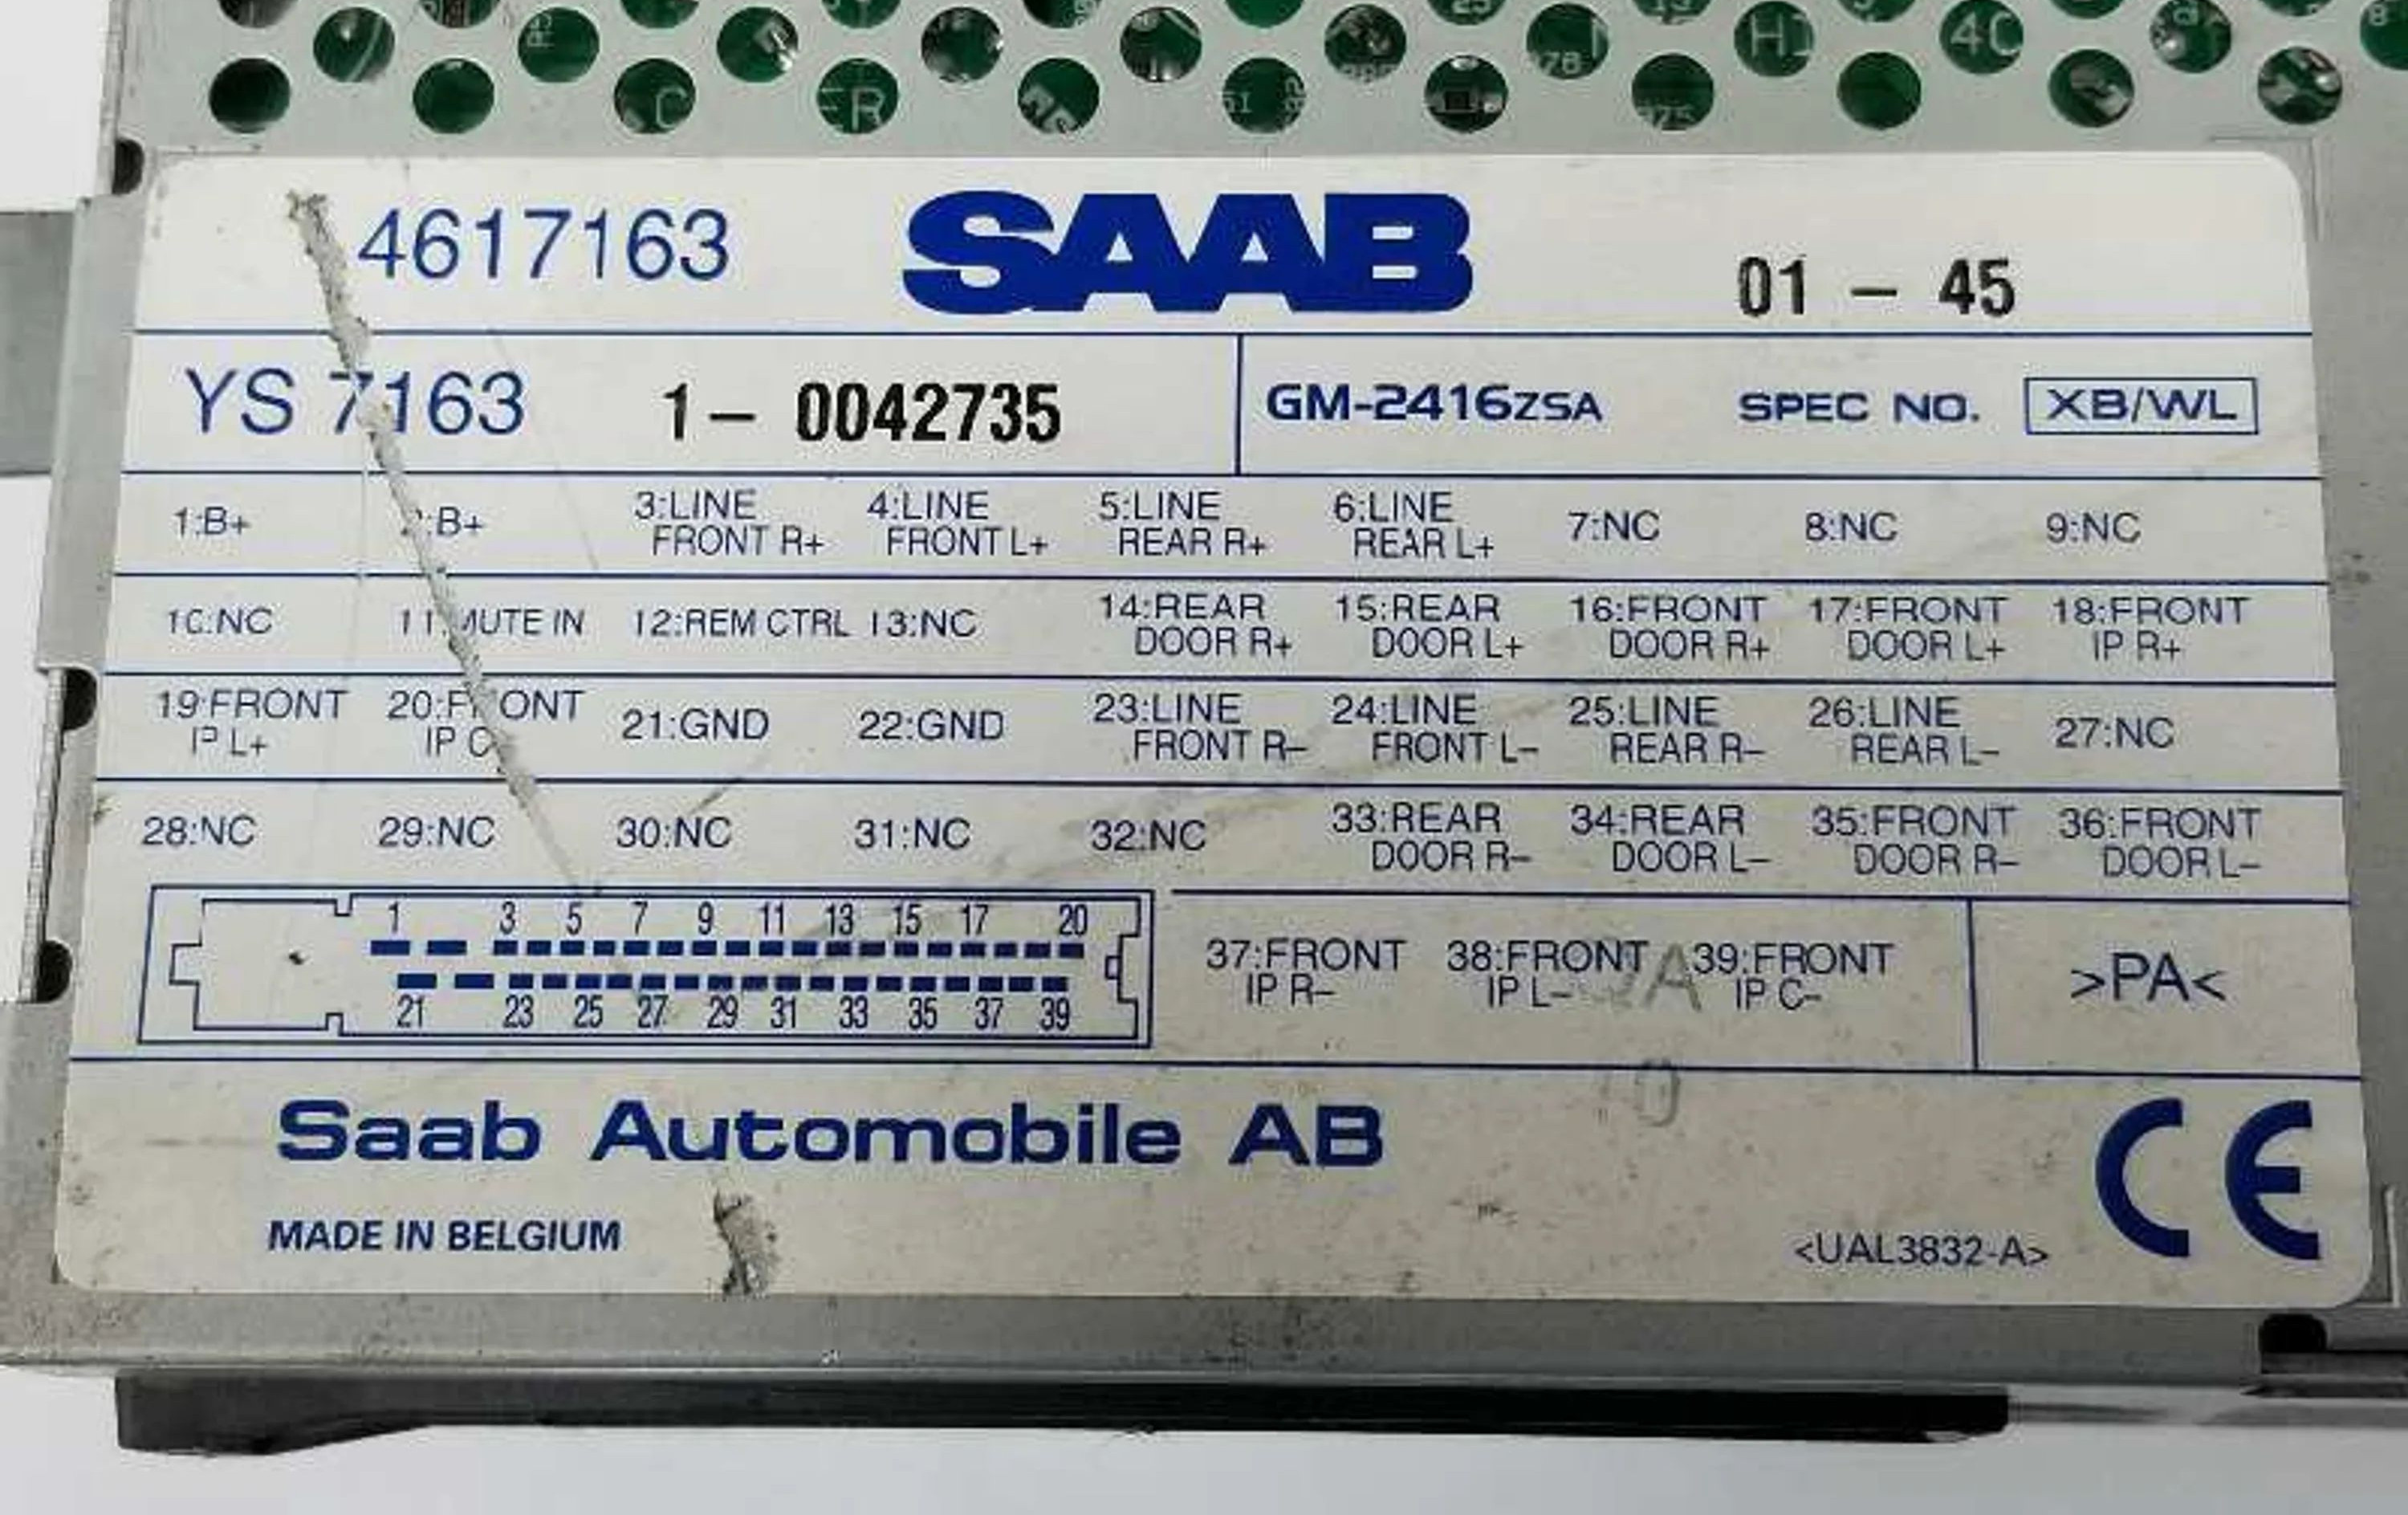 4617163 SAAB 01 – 45
YS 7163 1 – 0042735 GM-2416ZSA SPEC NO. XB/WL
1:B+ 2:B+ 3:LINE FRONT R+ 4:LINE FRONT L+ 5:LINE REAR R+ 6:LINE REAR L+ 7:NC 8:NC 9:NC
10:NC 11:MUTE IN 12:REM CTRL 13:NC 14:REAR DOOR R+ 15:REAR DOOR L+ 16:FRONT DOOR R+ 17:FRONT DOOR L+ 18:FRONT IP R+
19:FRONT IP L+ 20:FRONT IP C 21:GND 22:GND 23:LINE FRONT R– 24:LINE FRONT L– 25:LINE REAR R– 26:LINE REAR L– 27:NC
28:NC 29:NC 30:NC 31:NC 32:NC 33:REAR DOOR R– 34:REAR DOOR L– 35:FRONT DOOR R– 36:FRONT DOOR L–
1 3 5 7 9 11 13 15 17 20
21 23 25 27 29 31 33 35 37 39
37:FRONT IP R– 38:FRONT IP L– 39:FRONT IP C– >PA<
Saab Automobile AB
MADE IN BELGIUM <UAL3832-A> CE